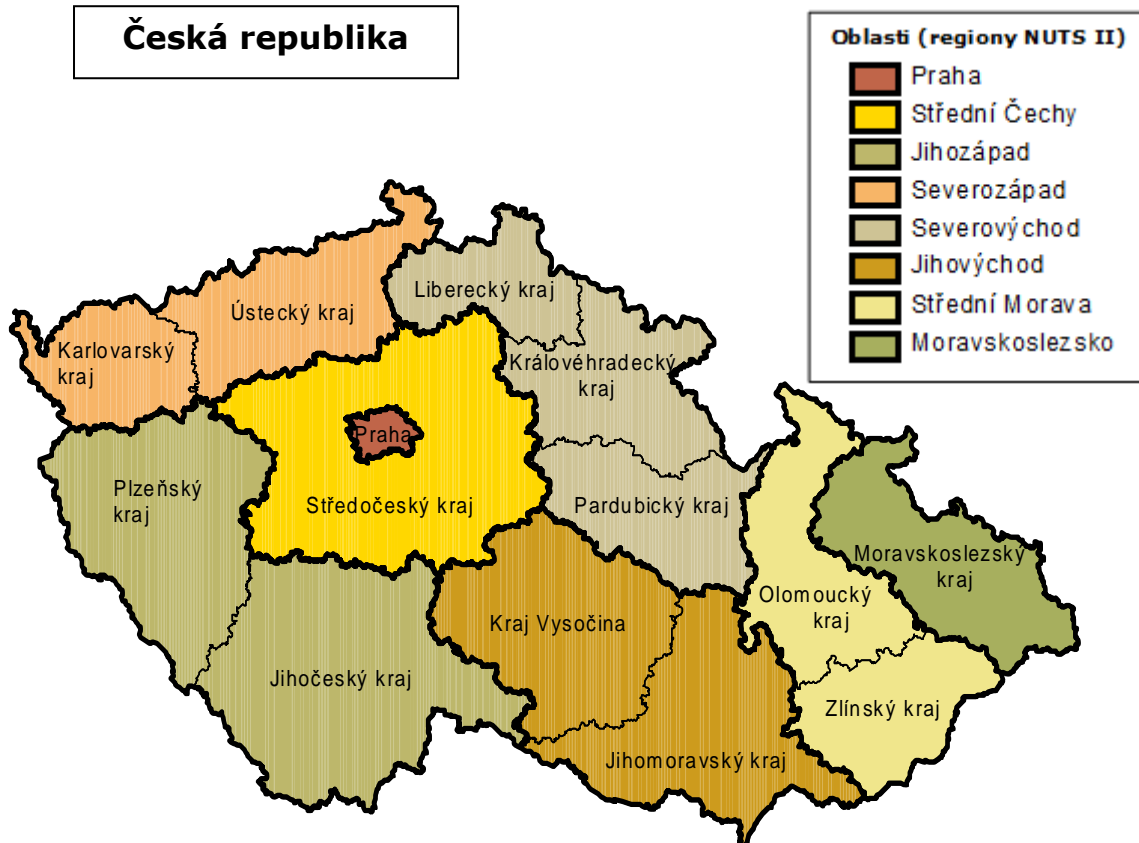 Česká republika
Oblasti (regiony NUTS II)
Praha
Střední Čechy
Jihozápad
Severozápad
Severovýchod
Jihovýchod
Střední Morava
Moravskoslezsko
Liberecký kraj
Ústecký kraj
Karlovarský
kraj
Královéhradecký
kraj
Praha
Plzeňský
kraj
Středočeský kraj
Pardubický kraj
Moravskoslezský
kraj
Olomoucký
kraj
Kraj Vysočina
Jihočeský kraj
Zlínský kraj
Jihomoravský kraj